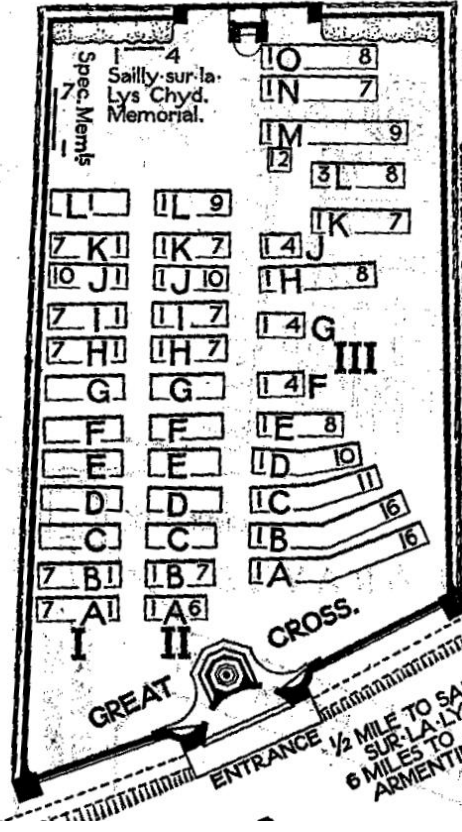 1 4
Sailly-sur-la-
Lys Chyd.
Memorial.
7 1
Spec. Mem̲l̲s
1 O 8
1 N 7
1 M 9
12
3 L 8
1 K 7
L 1
1 L 9
7 K 1
1 K 7
1 4 J
10 J 1
1 J 10
1 H 8
7 I 1
1 I 7
1 4 G
7 H 1
1 H 7
III
G
G
1 4 F
F
F
1 E 8
E
E
1 D 10
D
D
1 C 11
C
C
1 B 16
7 B 1
1 B 7
1 A 16
7 A 1
1 A 6
I
II
GREAT CROSS.
ENTRANCE
½ MILE TO
SUR-LA-
6 MILES TO